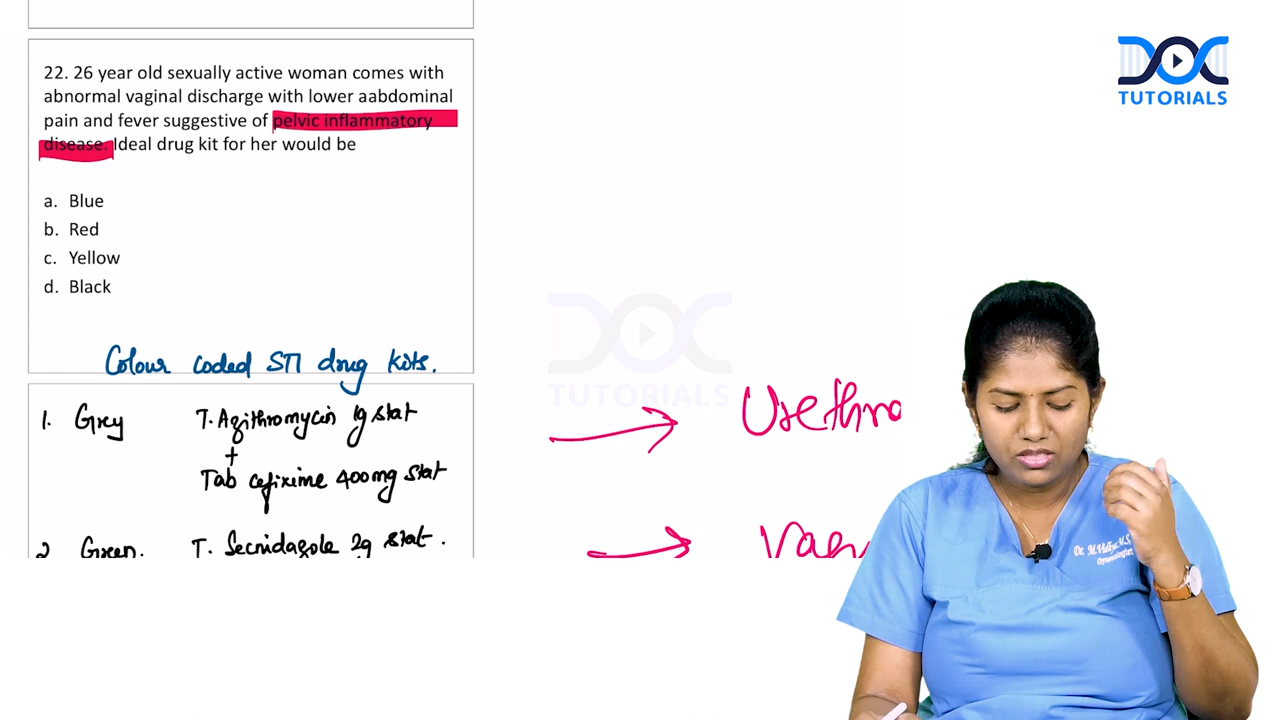 22. 26 year old sexually active woman comes with
abnormal vaginal discharge with lower aabdominal
pain and fever suggestive of pelvic inflammatory
disease. Ideal drug kit for her would be
a. Blue
b. Red
c. Yellow
d. Black
Colour coded STI drug kits.
1. Grey T. Azithromycin 1g stat
+
Tab cefixime 400mg stat
2 Green. T. Secnidazole 2g stat.
DOC
TUTORIALS
TUTORIALS